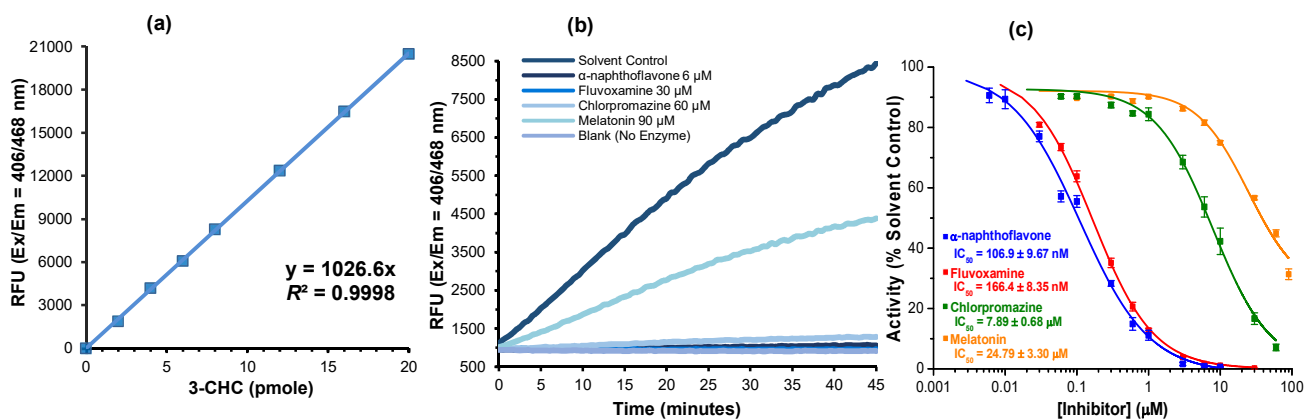 (a)
RFU (Ex/Em = 406/468 nm)
21000
18000
15000
12000
9000
6000
3000
0
y = 1026.6x
R² = 0.9998
0 4 8 12 16 20
3-CHC (pmole)
(b)
RFU (Ex/Em = 406/468 nm)
8500
7500
6500
5500
4500
3500
2500
1500
500
Solvent Control
α-naphthoflavone 6 µM
Fluvoxamine 30 µM
Chlorpromazine 60 µM
Melatonin 90 µM
Blank (No Enzyme)
0 5 10 15 20 25 30 35 40 45
Time (minutes)
(c)
Activity (% Solvent Control)
100
80
60
40
20
0
α-naphthoflavone
IC50 = 106.9 ± 9.67 nM
Fluvoxamine
IC50 = 166.4 ± 8.35 nM
Chlorpromazine
IC50 = 7.89 ± 0.68 µM
Melatonin
IC50 = 24.79 ± 3.30 µM
0.001 0.01 0.1 1 10 100
[Inhibitor] (µM)